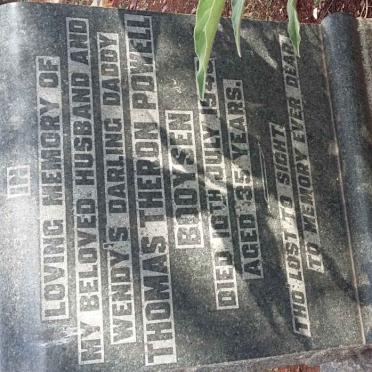 IN
LOVING MEMORY OF
MY BELOVED HUSBAND AND
WENDY'S DARLING DADDY
THOMAS THERON POWELL
BOOYSEN
DIED 10TH JULY
AGED 35 YEARS.
THO LOST TO SIGHT
TO MEMORY EVER DEAR